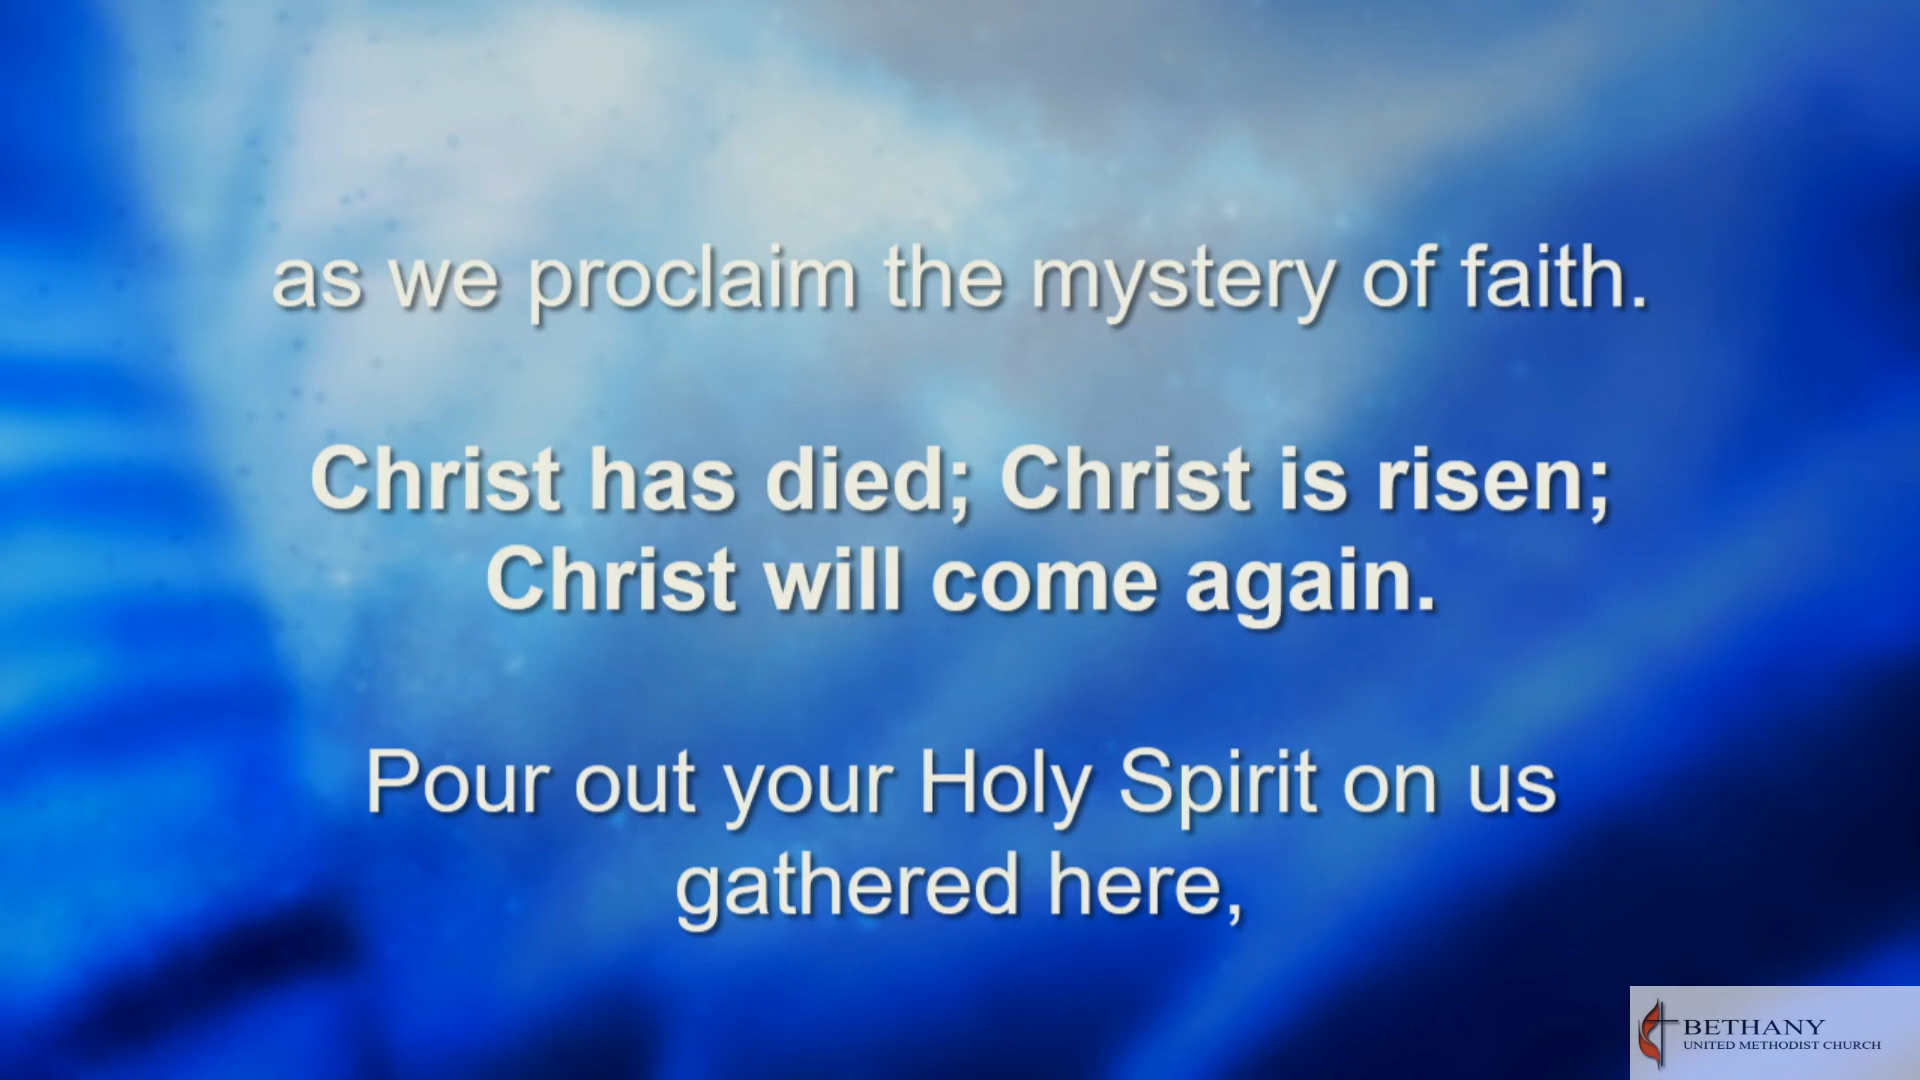 as we proclaim the mystery of faith.
Christ has died; Christ is risen;
Christ will come again.
Pour out your Holy Spirit on us
gathered here,
BETHANY
UNITED METHODIST CHURCH